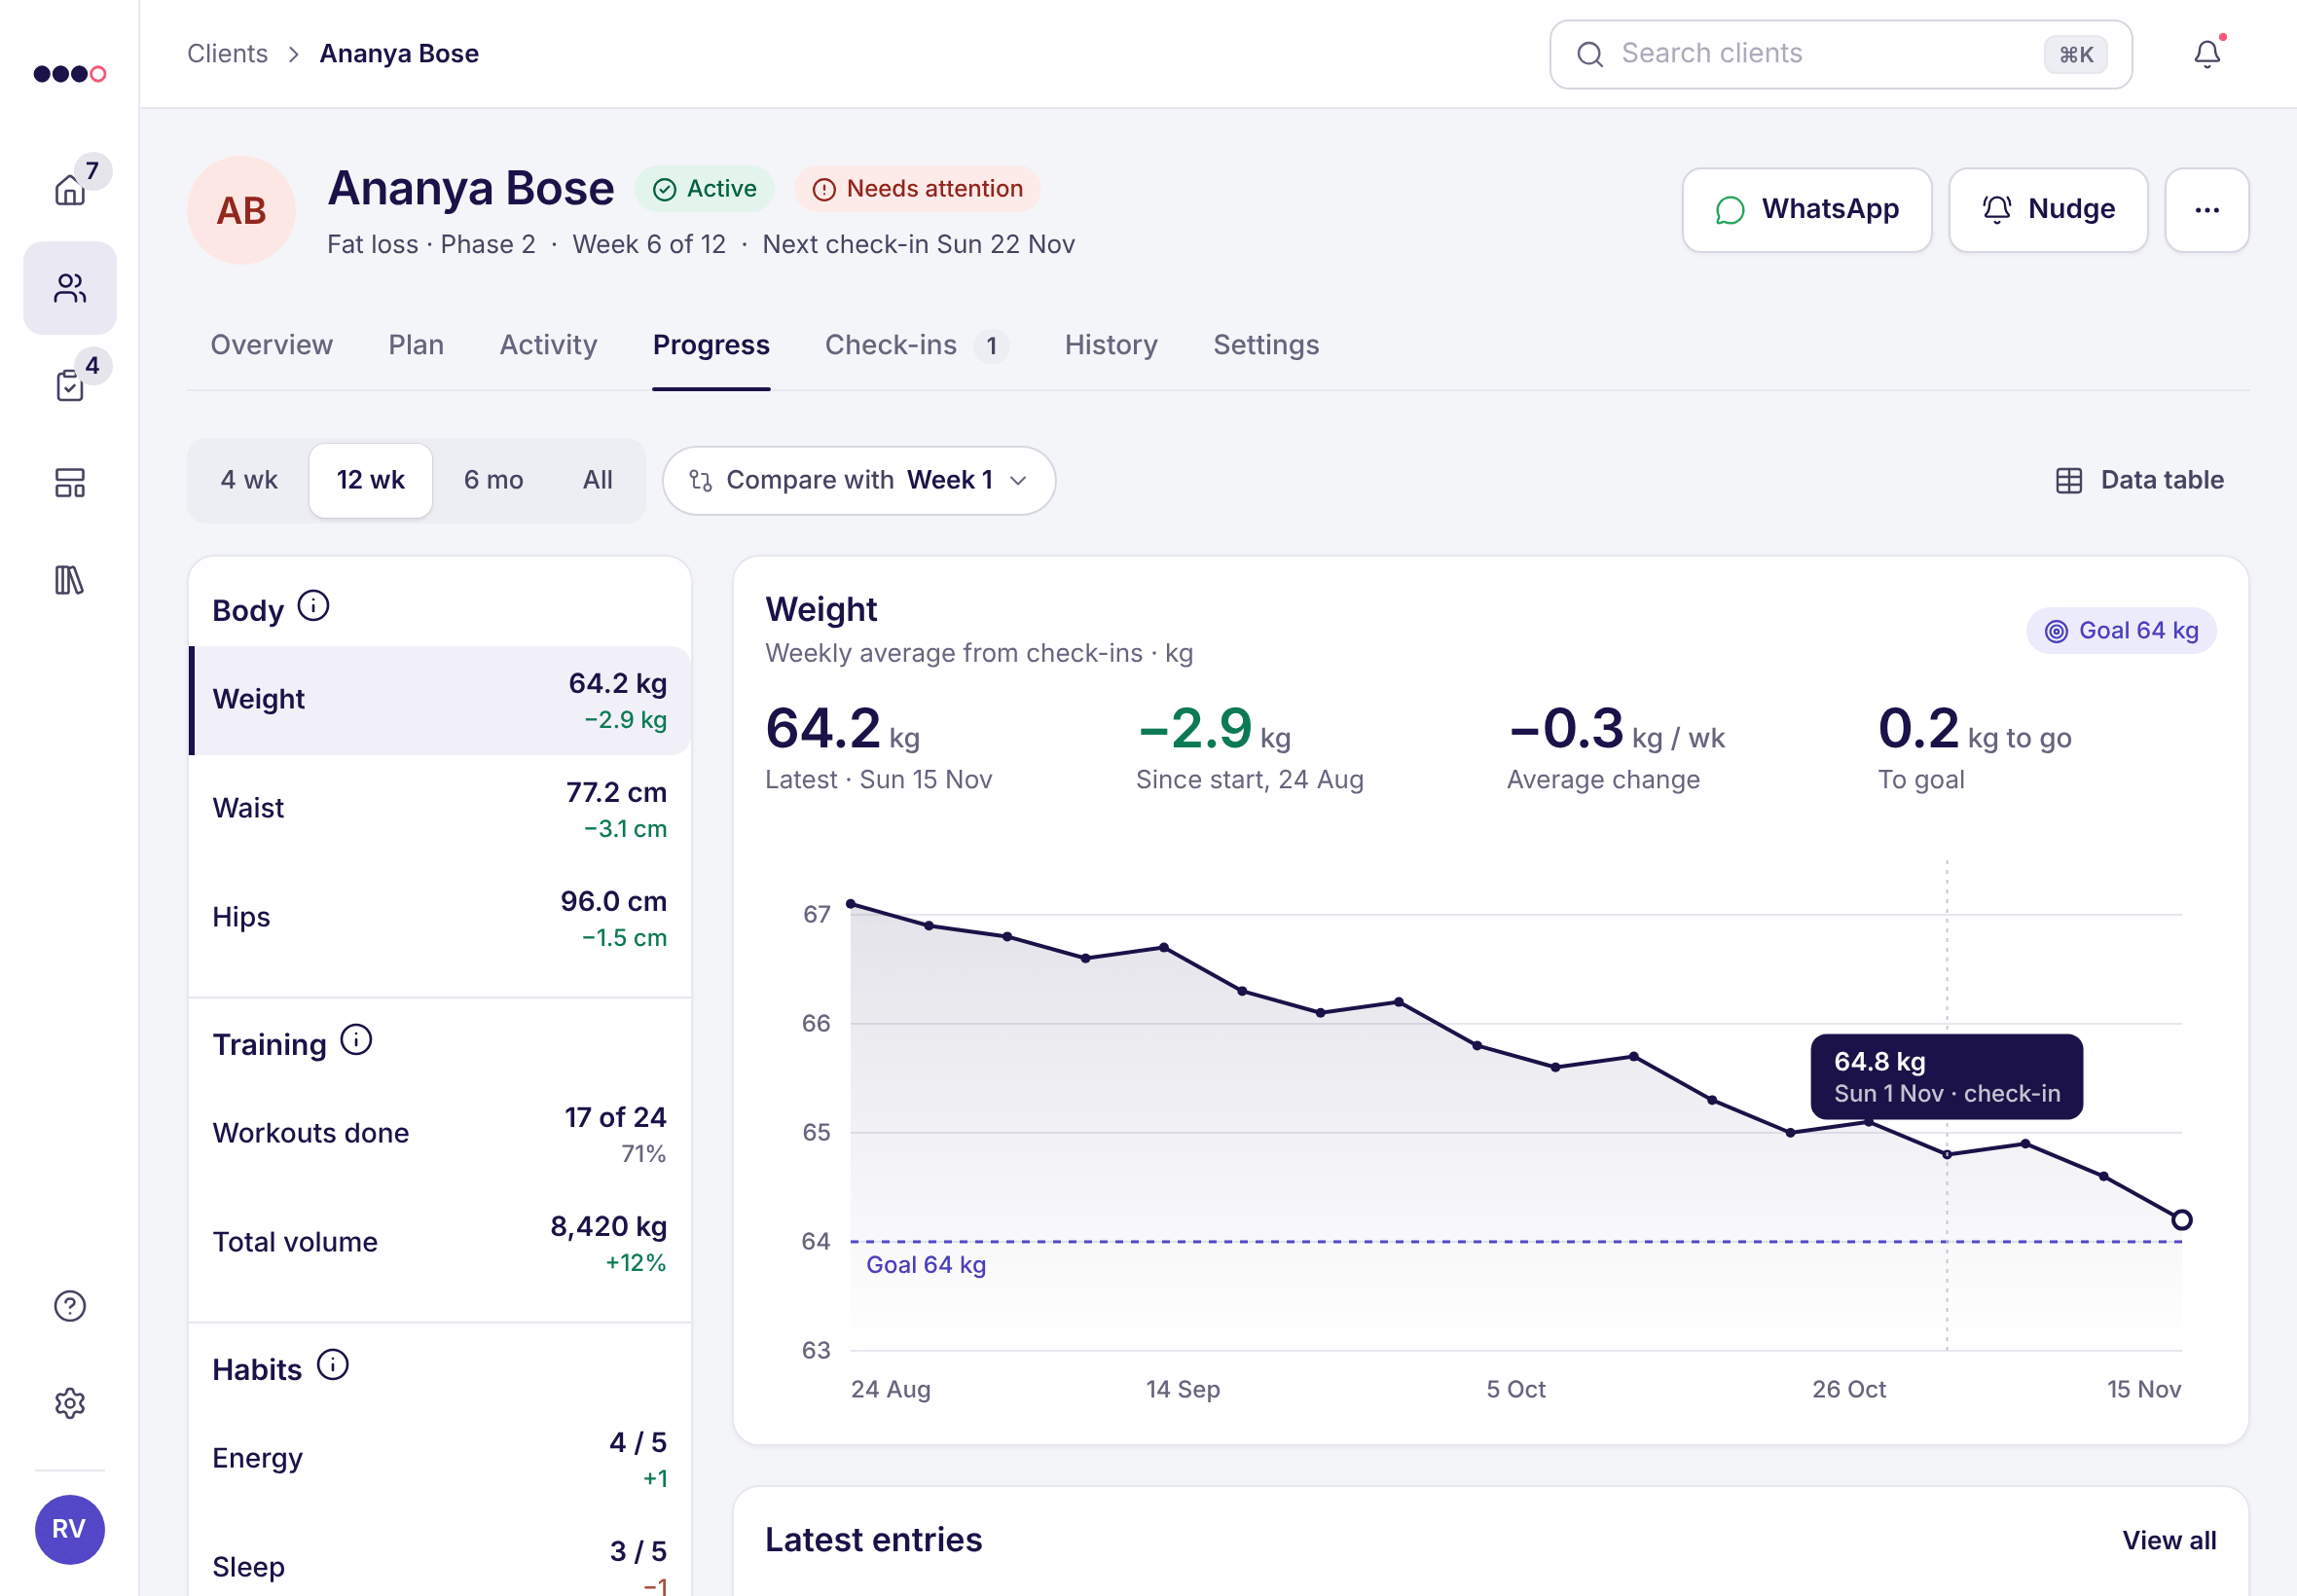 Clients > Ananya Bose
Search clients
⌘K
7
4
RV
AB
Ananya Bose
Active
Needs attention
Fat loss · Phase 2 · Week 6 of 12 · Next check-in Sun 22 Nov
WhatsApp
Nudge
Overview
Plan
Activity
Progress
Check-ins 1
History
Settings
4 wk
12 wk
6 mo
All
Compare with Week 1
Data table
Body
Weight
64.2 kg
−2.9 kg
Waist
77.2 cm
−3.1 cm
Hips
96.0 cm
−1.5 cm
Training
Workouts done
17 of 24
71%
Total volume
8,420 kg
+12%
Habits
Energy
4 / 5
+1
Sleep
3 / 5
−1
Weight
Weekly average from check-ins · kg
Goal 64 kg
64.2 kg
Latest · Sun 15 Nov
−2.9 kg
Since start, 24 Aug
−0.3 kg / wk
Average change
0.2 kg to go
To goal
67
66
65
64
63
64.8 kg
Sun 1 Nov · check-in
Goal 64 kg
24 Aug
14 Sep
5 Oct
26 Oct
15 Nov
Latest entries
View all